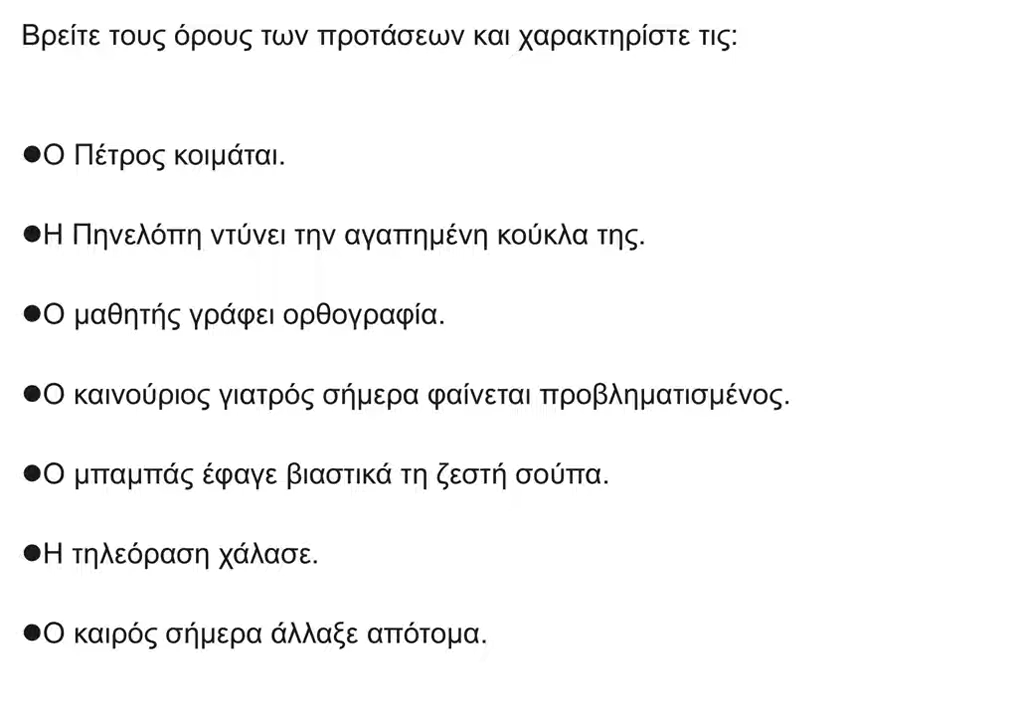 Βρείτε τους όρους των προτάσεων και χαρακτηρίστε τις:
●Ο Πέτρος κοιμάται.
●Η Πηνελόπη ντύνει την αγαπημένη κούκλα της.
●Ο μαθητής γράφει ορθογραφία.
●Ο καινούριος γιατρός σήμερα φαίνεται προβληματισμένος.
●Ο μπαμπάς έφαγε βιαστικά τη ζεστή σούπα.
●Η τηλεόραση χάλασε.
●Ο καιρός σήμερα άλλαξε απότομα.